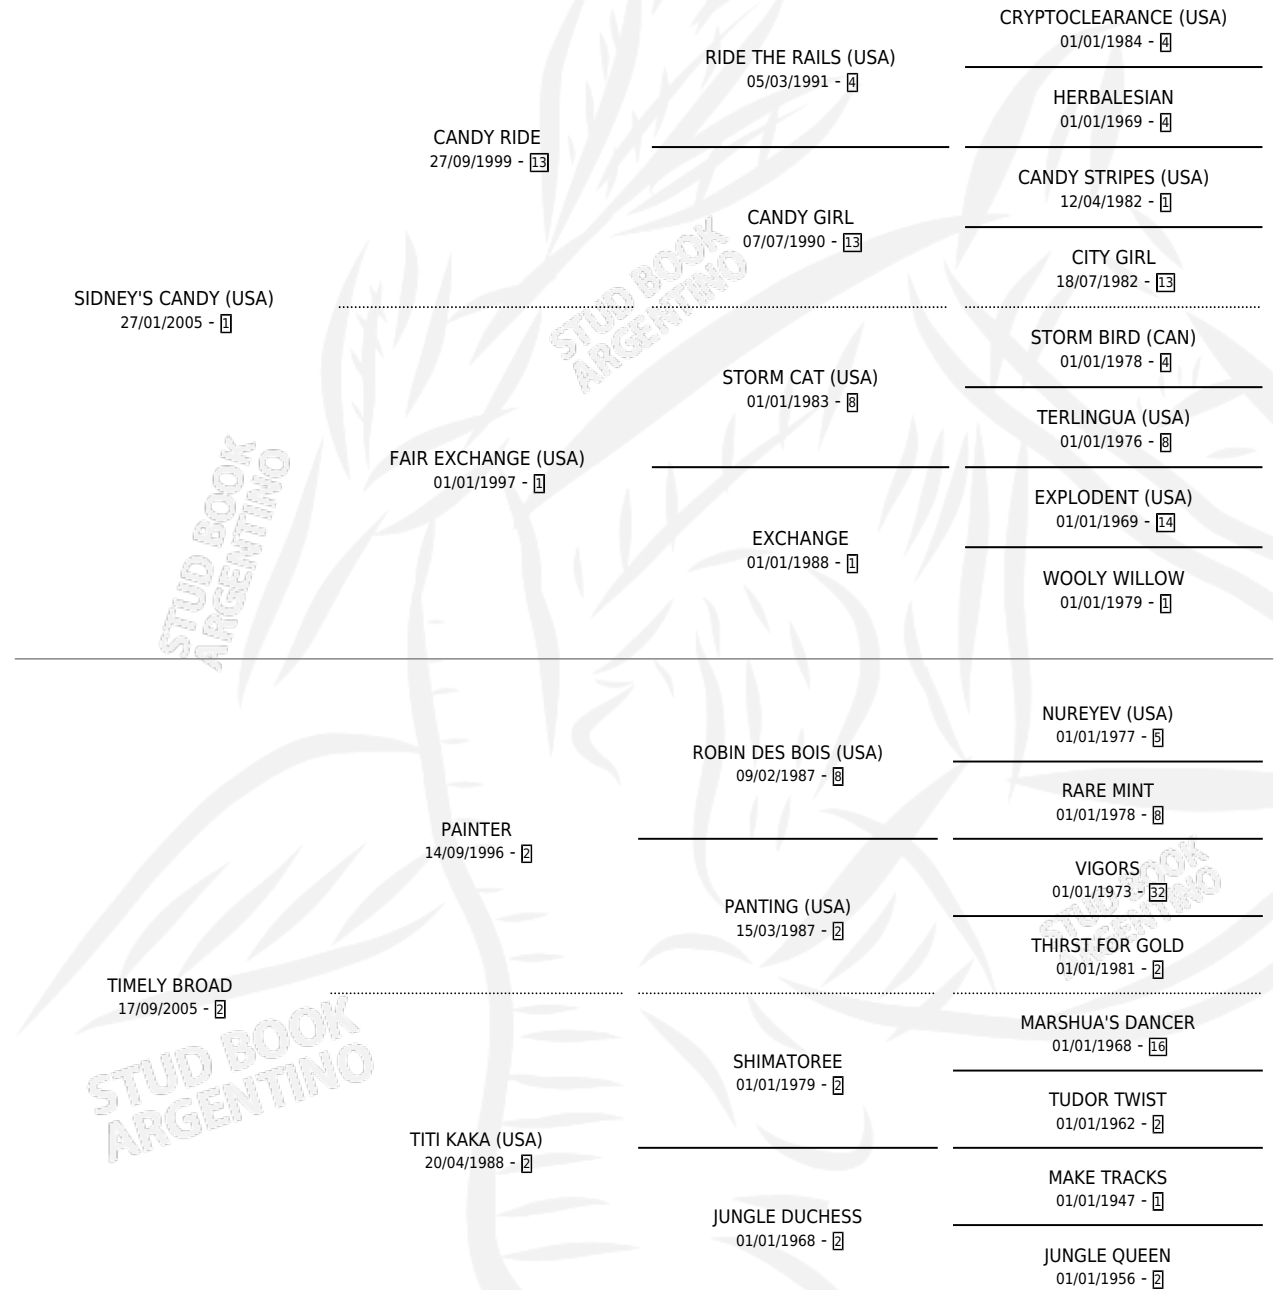 CRYPTOCLEARANCE (USA)
01/01/1984 - 4
RIDE THE RAILS (USA)
05/03/1991 - 4
HERBALESIAN
01/01/1969 - 4
CANDY RIDE
27/09/1999 - 13
CANDY STRIPES (USA)
12/04/1982 - 1
CANDY GIRL
07/07/1990 - 13
CITY GIRL
18/07/1982 - 13
SIDNEY'S CANDY (USA)
27/01/2005 - 1
STORM BIRD (CAN)
01/01/1978 - 4
STORM CAT (USA)
01/01/1983 - 8
TERLINGUA (USA)
01/01/1976 - 8
FAIR EXCHANGE (USA)
01/01/1997 - 1
EXPLODENT (USA)
01/01/1969 - 14
EXCHANGE
01/01/1988 - 1
WOOLY WILLOW
01/01/1979 - 1
STUD BOOK
ARGENTINO
STUD BOOK
ARGENTINO
NUREYEV (USA)
01/01/1977 - 5
ROBIN DES BOIS (USA)
09/02/1987 - 8
RARE MINT
01/01/1978 - 8
PAINTER
14/09/1996 - 2
VIGORS
01/01/1973 - 32
PANTING (USA)
15/03/1987 - 2
THIRST FOR GOLD
01/01/1981 - 2
TIMELY BROAD
17/09/2005 - 2
MARSHUA'S DANCER
01/01/1968 - 16
SHIMATOREE
01/01/1979 - 2
TUDOR TWIST
01/01/1962 - 2
TITI KAKA (USA)
20/04/1988 - 2
MAKE TRACKS
01/01/1947 - 1
JUNGLE DUCHESS
01/01/1968 - 2
JUNGLE QUEEN
01/01/1956 - 2
STUD BOOK
ARGENTINO
STUD BOOK
ARGENTINO